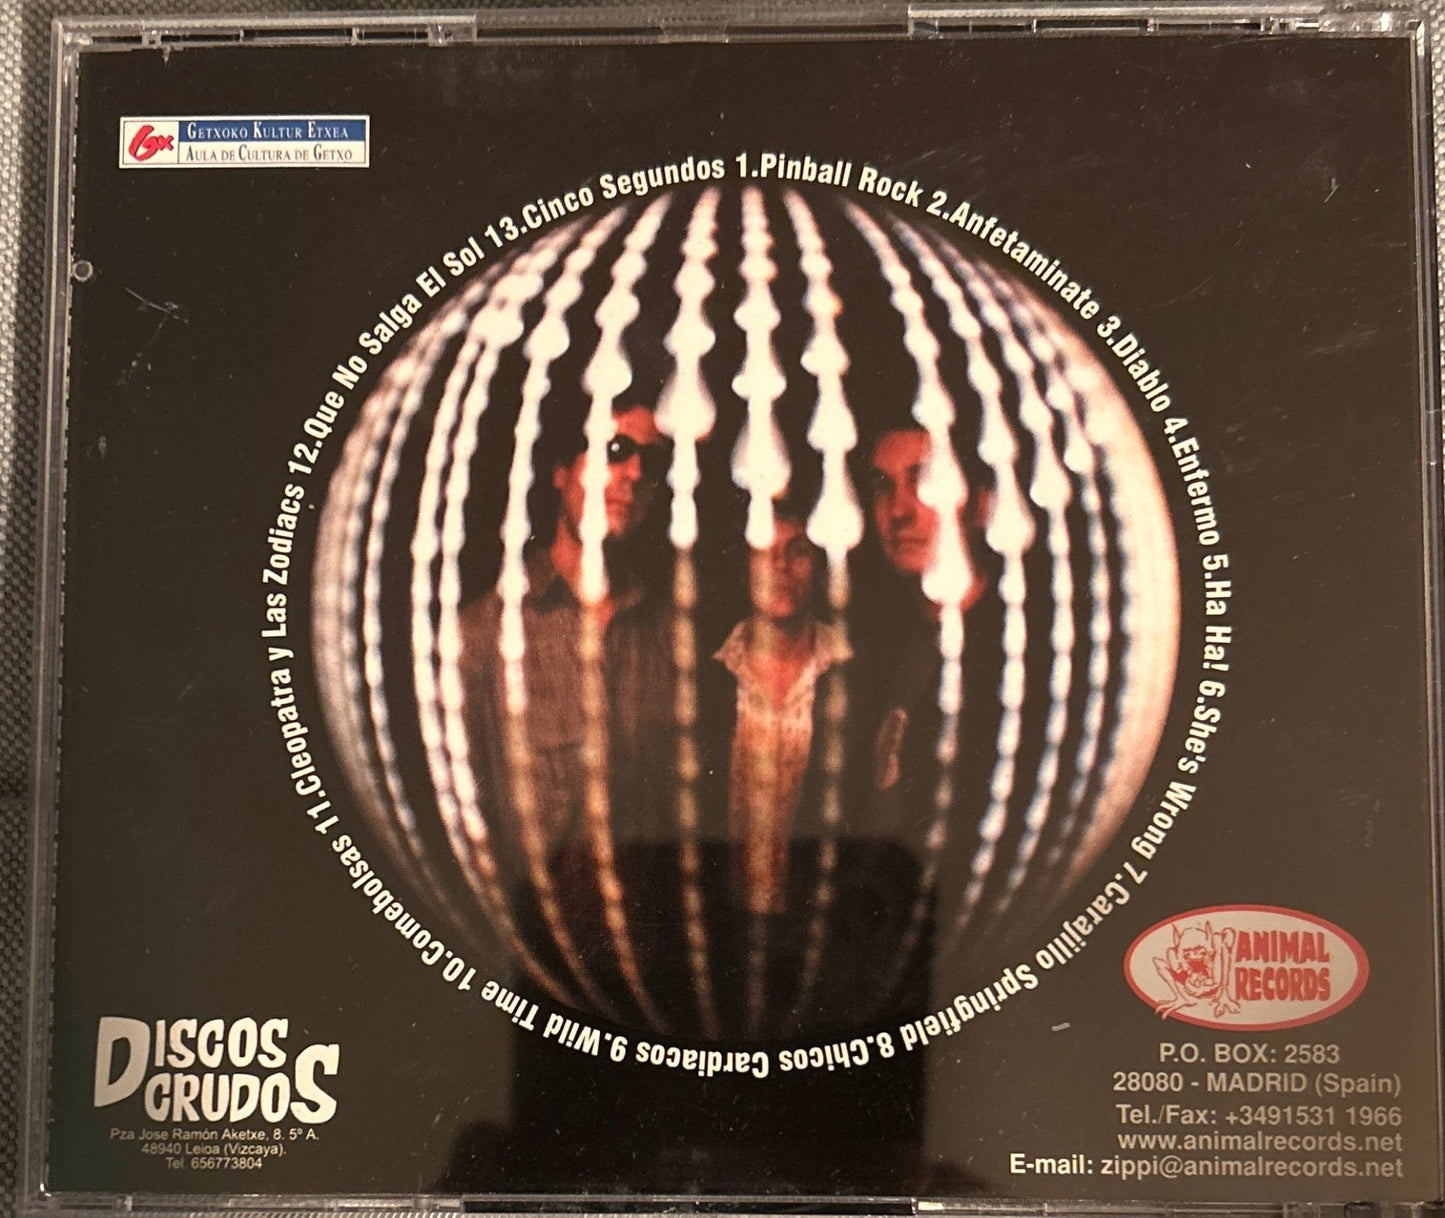 Gx
GETXOKO KULTUR ETXEA
AULA DE CULTURA DE GETXO
1.Pinball Rock 2.Anfetaminate 3.Diablo 4.Enfermo 5.Ha Ha! 6.She's Wrong 7.Carajillo Springfield 8.Chicos Cardiacos 9.Wild Time 10.Comebolsas 11.Cleopatra y Las Zodiacs 12.Que No Salga El Sol 13.Cinco Segundos
DISCOS
CRUDOS
Pza Jose Ramón Aketxe, 8. 5º A.
48940 Leioa (Vizcaya).
Tel. 656773804
ANIMAL
RECORDS
P.O. BOX: 2583
28080 - MADRID (Spain)
Tel./Fax: +3491531 1966
www.animalrecords.net
E-mail: zippi@animalrecords.net